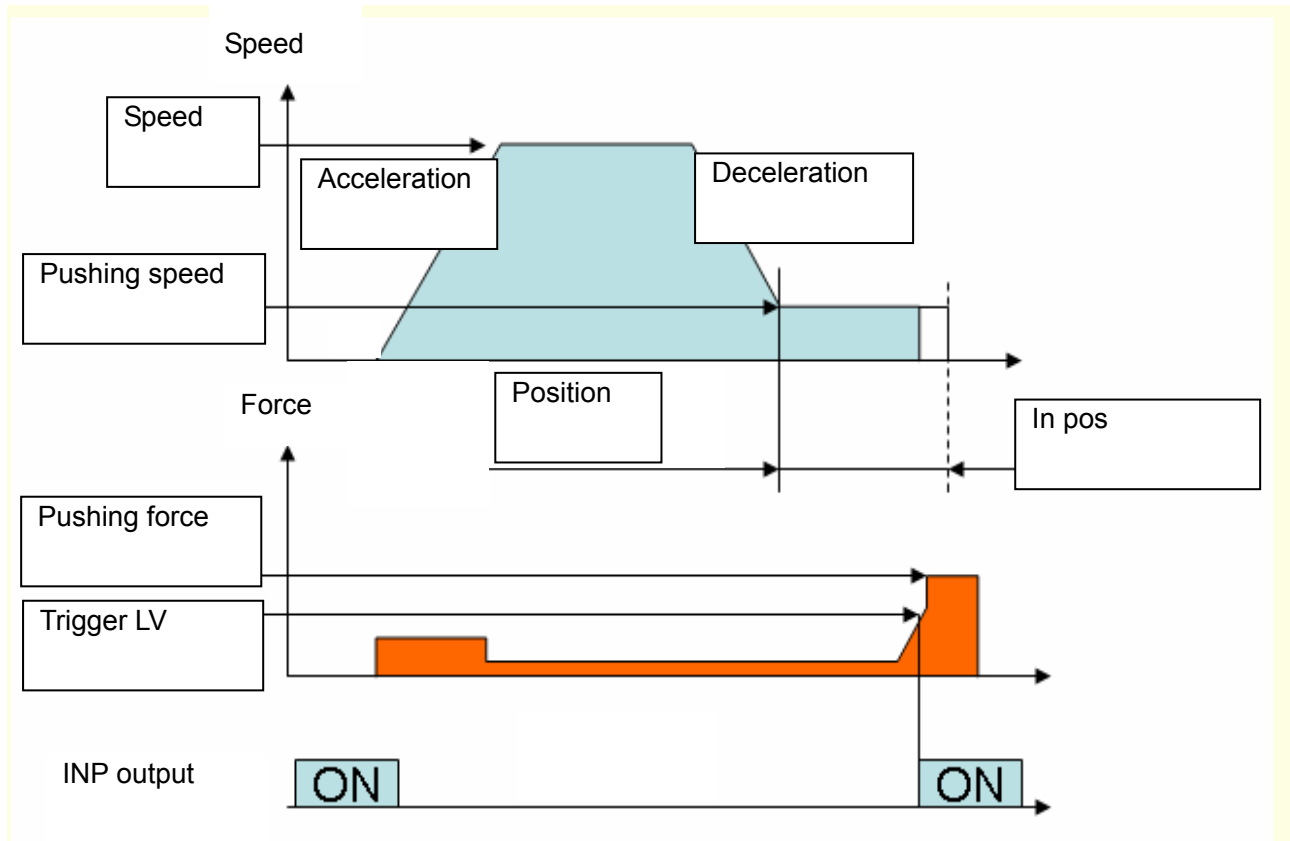 Speed
Speed
Acceleration
Deceleration
Pushing speed
Position
Force
In pos
Pushing force
Trigger LV
INP output
ON
ON